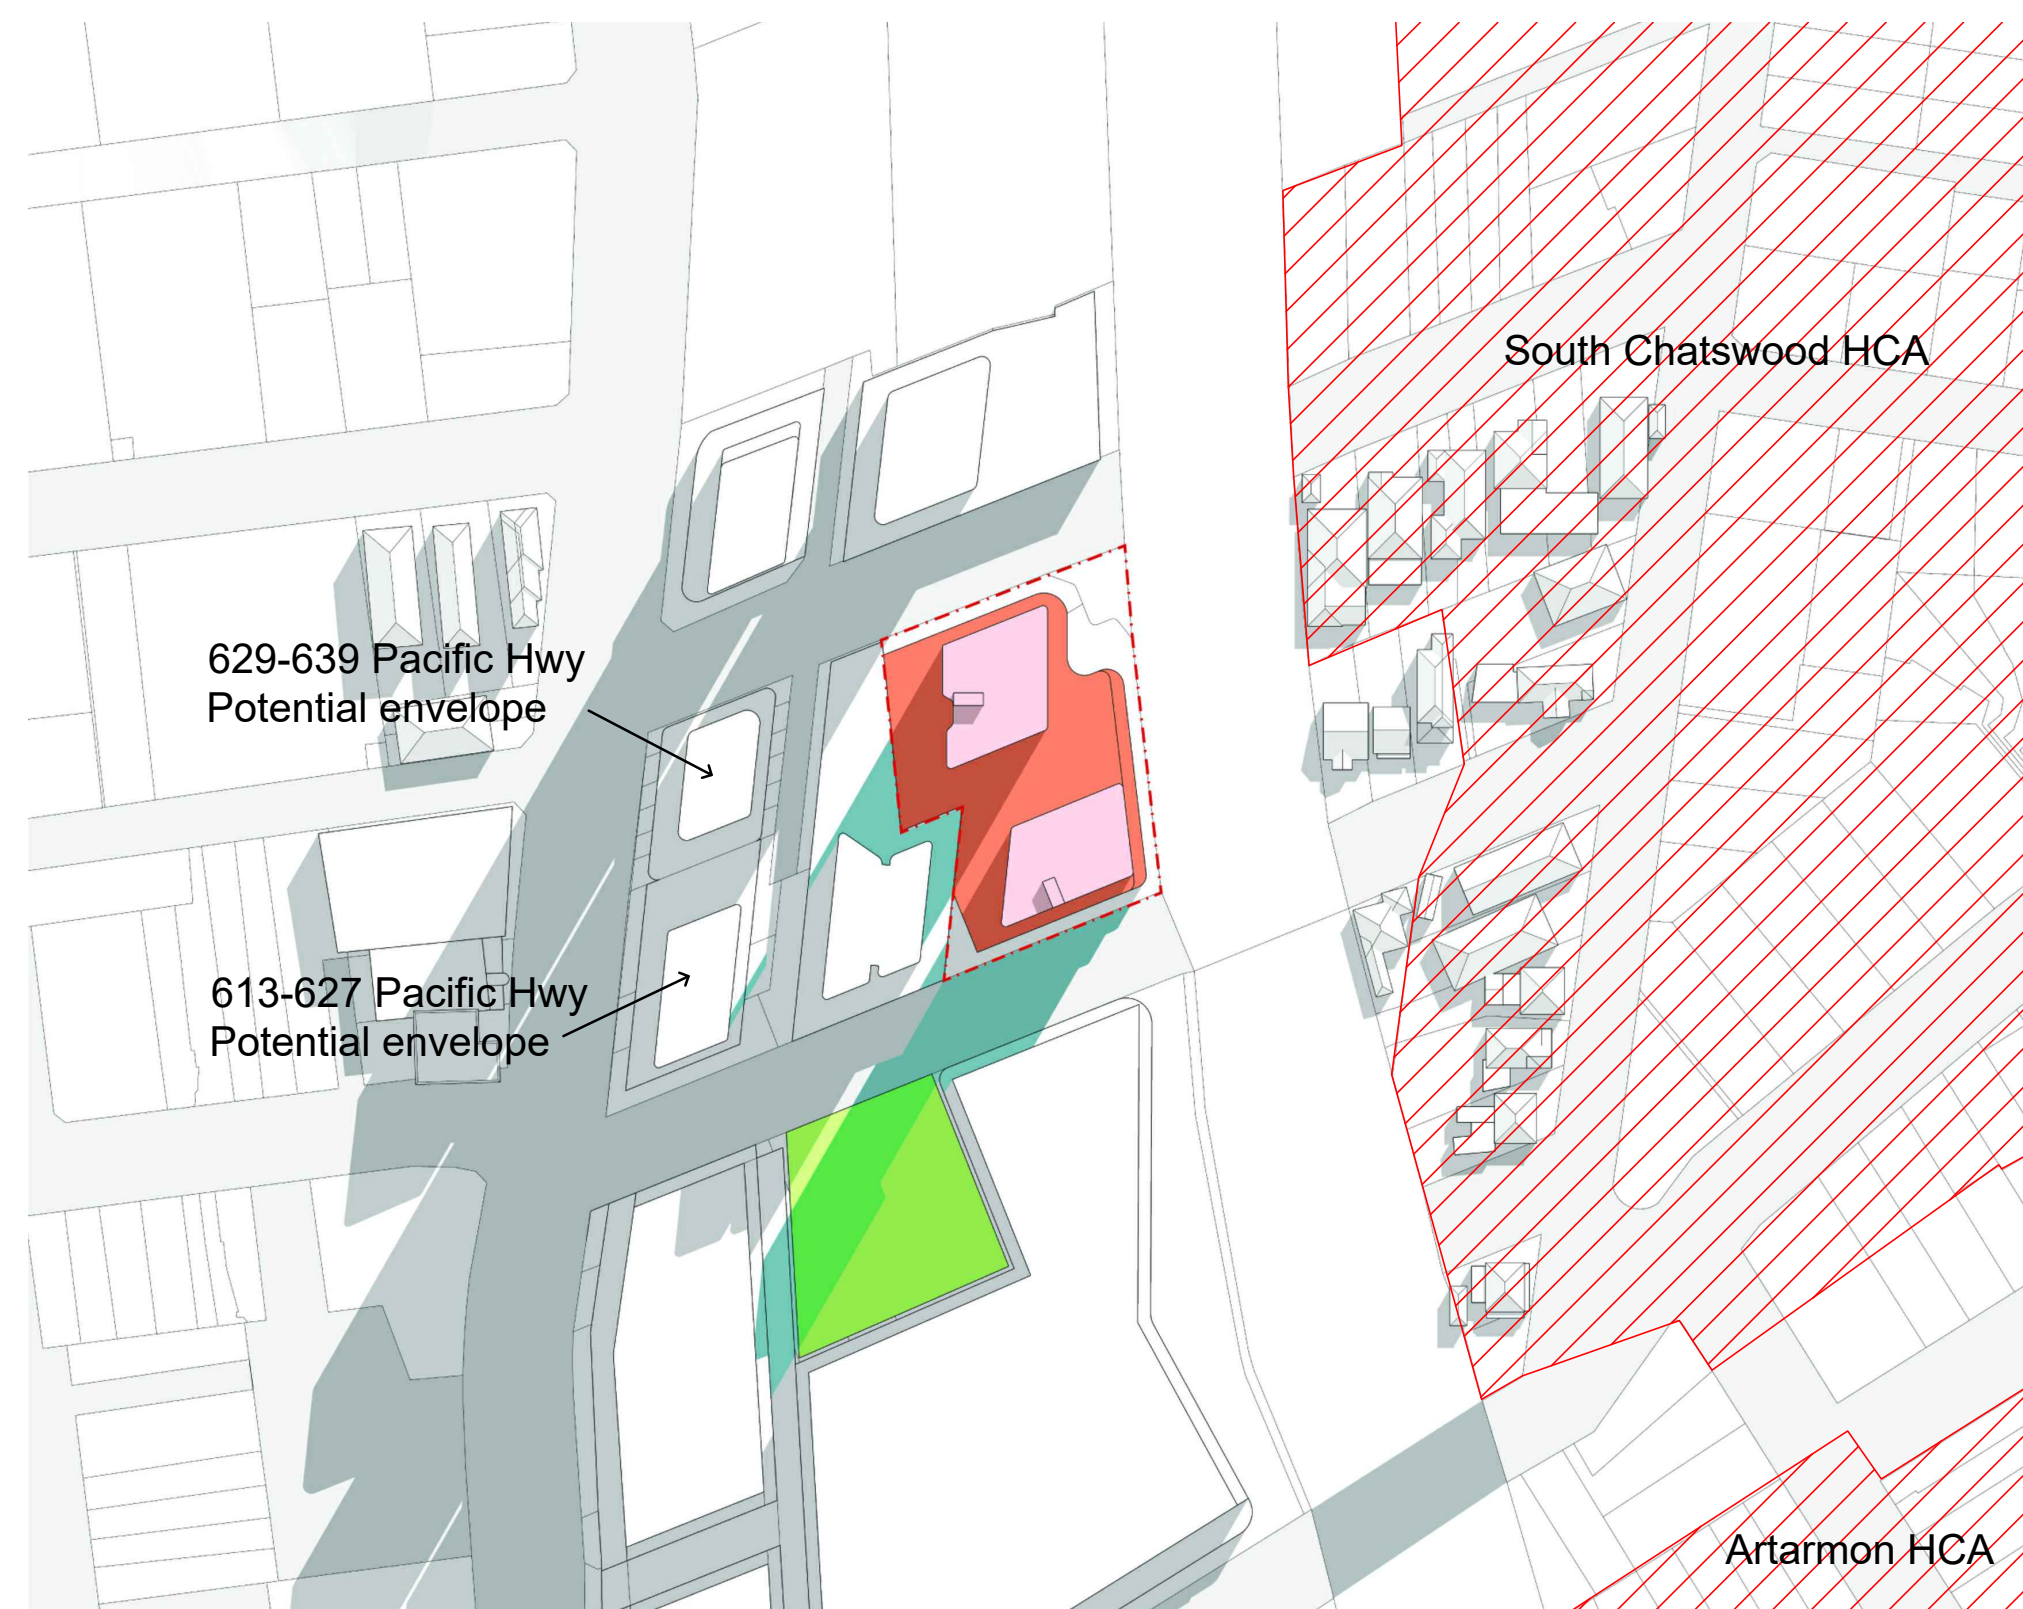 South Chatswood HCA
629-639 Pacific Hwy
Potential envelope
613-627 Pacific Hwy
Potential envelope
Artarmon HCA